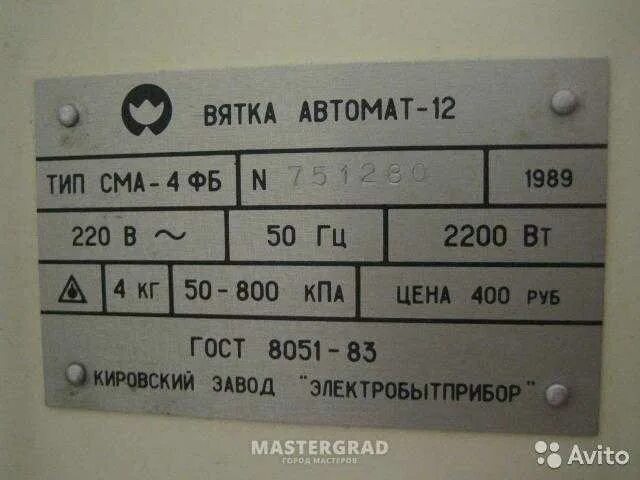 ВЯТКА АВТОМАТ-12
ТИП СМА-4 ФБ N 751280 1989
220 В ~ 50 Гц 2200 Вт
4 КГ 50-800 кПа ЦЕНА 400 РУБ
ГОСТ 8051-83
КИРОВСКИЙ ЗАВОД "ЭЛЕКТРОБЫТПРИБОР"
MASTERGRAD
ГОРОД МАСТЕРОВ
Avito